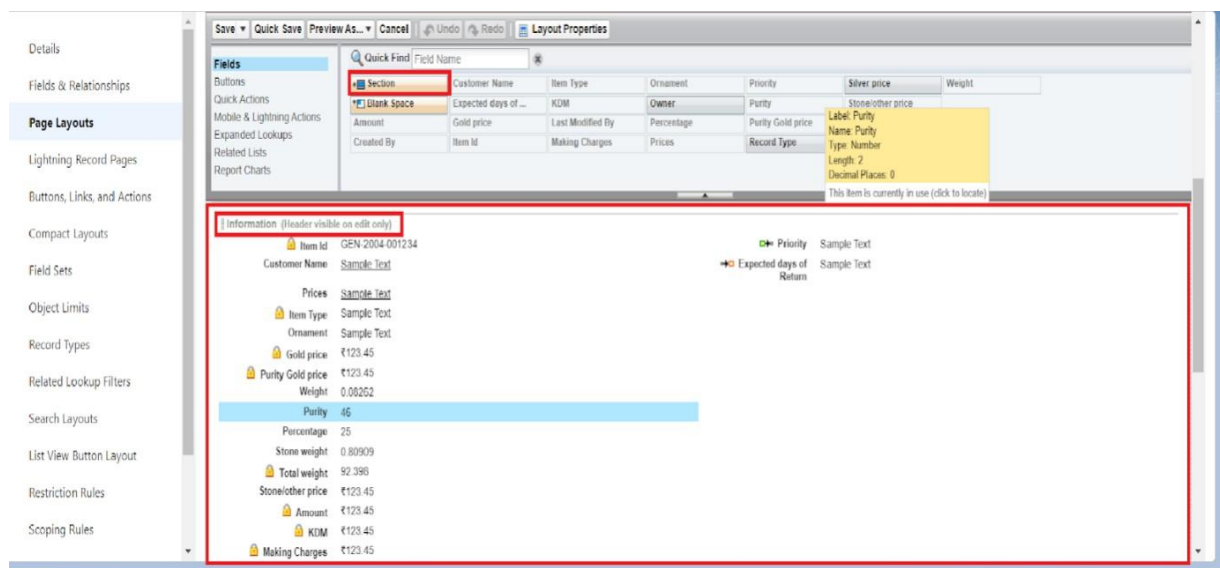 Save ▼ Quick Save Preview As... ▼ Cancel Undo Redo Layout Properties
Details
Fields & Relationships
Page Layouts
Lightning Record Pages
Buttons, Links, and Actions
Compact Layouts
Field Sets
Object Limits
Record Types
Related Lookup Filters
Search Layouts
List View Button Layout
Restriction Rules
Scoping Rules
Fields
Buttons
Quick Actions
Mobile & Lightning Actions
Expanded Lookups
Related Lists
Report Charts
Quick Find Field Name
Section Customer Name Item Type Ornament Priority Silver price Weight
Blank Space Expected days of ... KDM Owner Purity Stone/other price
Amount Gold price Last Modified By Percentage Purity Gold price
Created By Item Id Making Charges Prices Record Type
Label: Purity
Name: Purity
Type: Number
Length: 2
Decimal Places: 0
This item is currently in use (click to locate)
Information (Header visible on edit only)
Item Id GEN-2004-001234 Priority Sample Text
Customer Name Sample Text Expected days of Sample Text
Return
Prices Sample Text
Item Type Sample Text
Ornament Sample Text
Gold price ₹123.45
Purity Gold price ₹123.45
Weight 0.08262
Purity 46
Percentage 25
Stone weight 0.80909
Total weight 92.398
Stone/other price ₹123.45
Amount ₹123.45
KDM ₹123.45
Making Charges ₹123.45